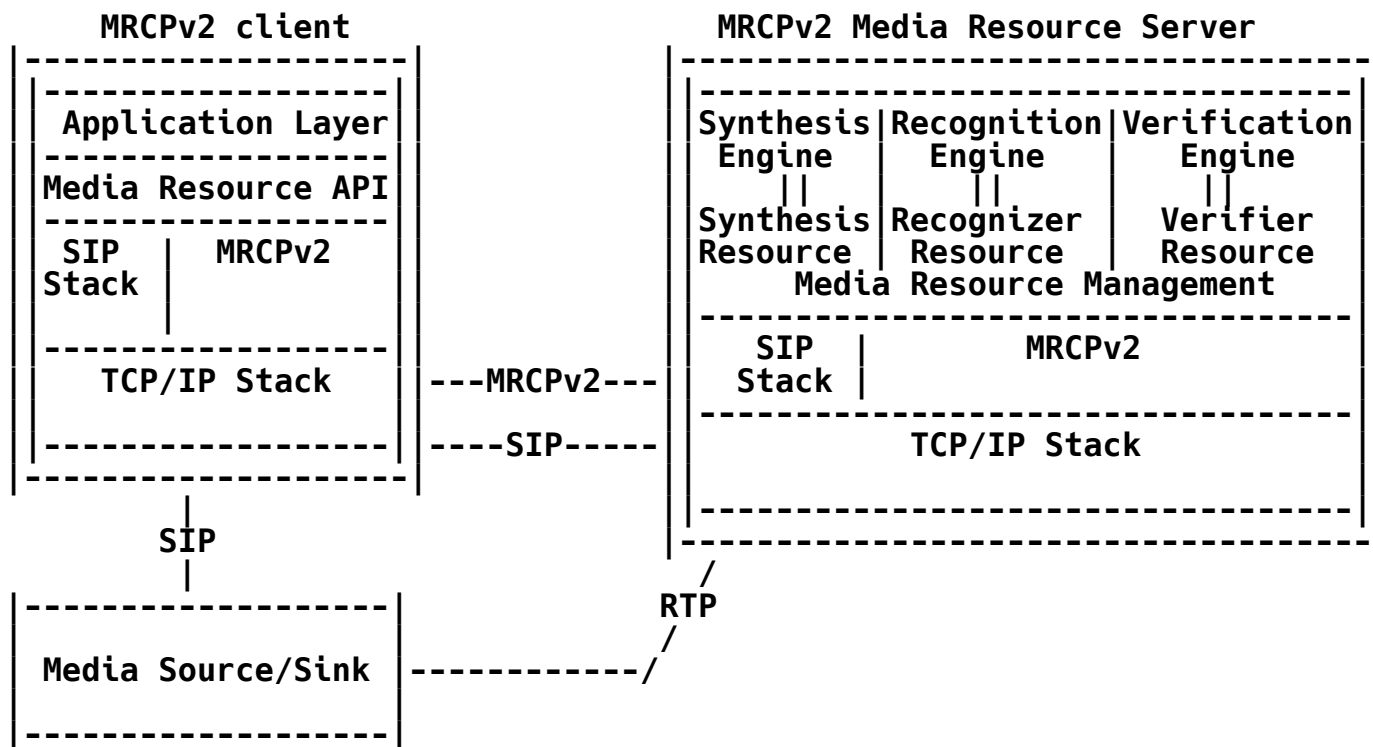 MRCPv2 client MRCPv2 Media Resource Server
Application Layer Synthesis Recognition Verification
Engine Engine Engine
Media Resource API
Synthesis Recognizer Verifier
SIP MRCPv2 Resource Resource Resource
Stack Media Resource Management
SIP MRCPv2
TCP/IP Stack MRCPv2 Stack
SIP TCP/IP Stack
SIP
RTP
Media Source/Sink